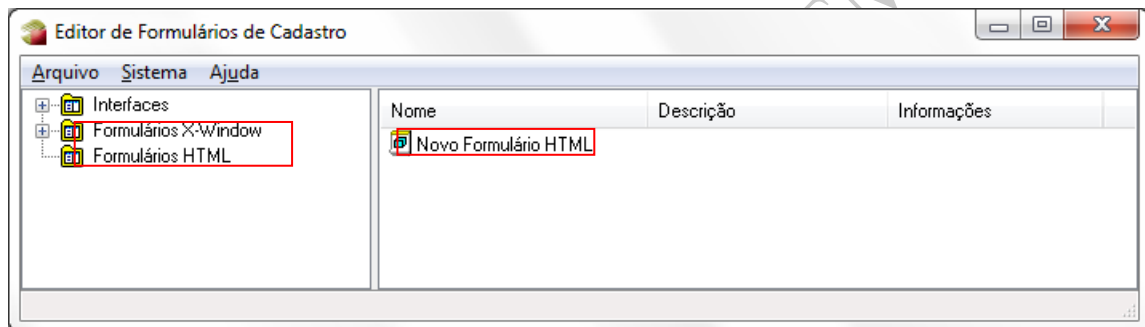 Editor de Formulários de Cadastro
Arquivo Sistema Ajuda
Interfaces
Formulários X-Window
Formulários HTML
Nome Descrição Informações
Novo Formulário HTML